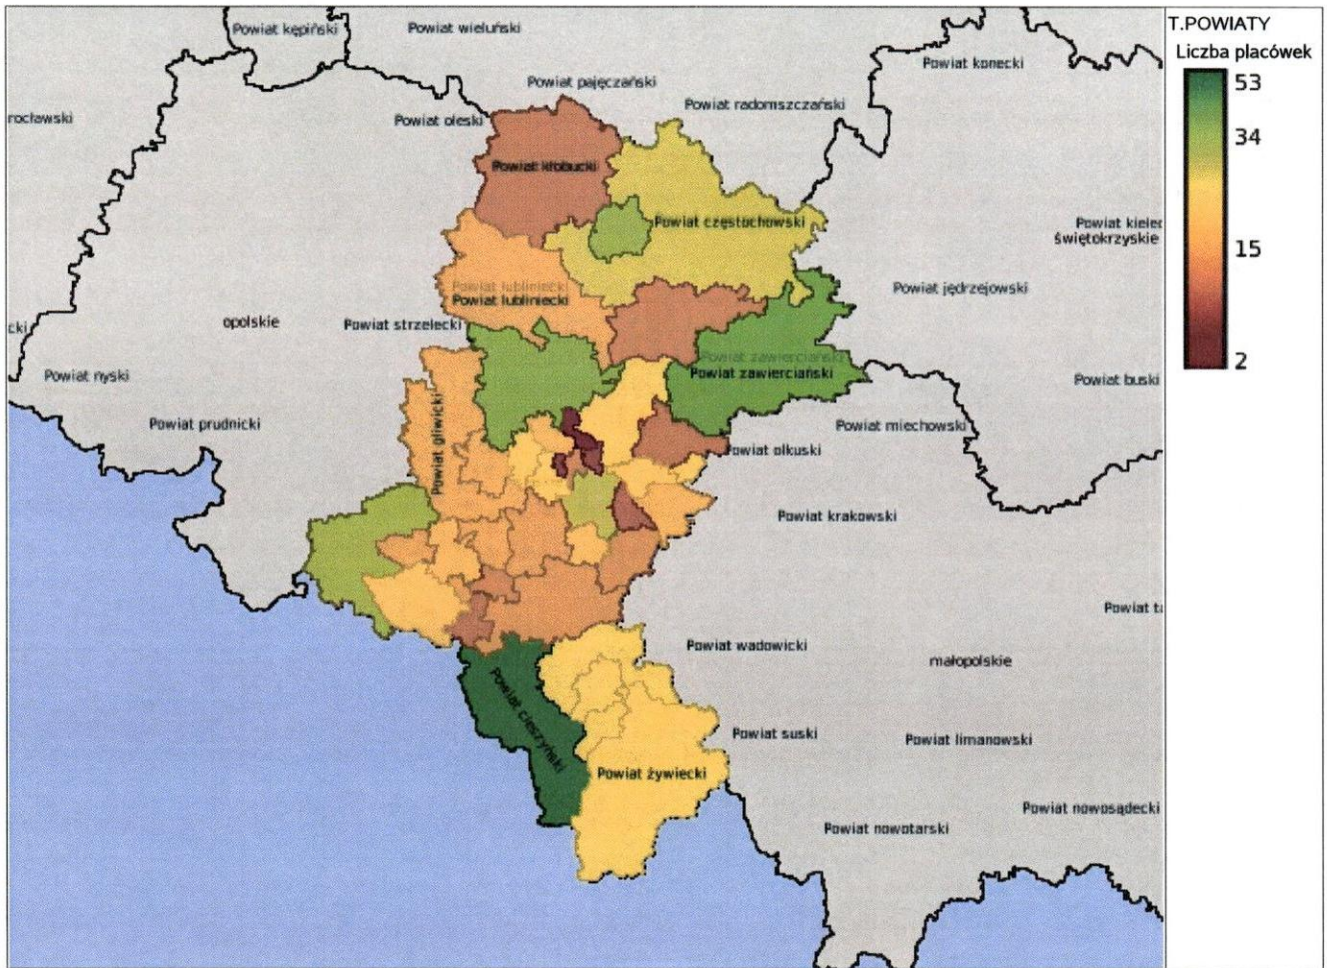 T.POWIATY
Liczba placówek
53
34
15
2
Powiat kępiński
Powiat wieluński
Powiat konecki
Powiat pajęczański
Powiat radomszczański
rocławski
Powiat oleski
Powiat kłobucki
Powiat częstochowski
Powiat kielec
świętokrzyskie
Powiat lubliniecki
Powiat lubliniecki
Powiat jędrzejowski
opolskie
Powiat strzelecki
cki
Powiat zawierciański
Powiat zawierciański
Powiat nyski
Powiat buski
Powiat prudnicki
Powiat gliwicki
Powiat miechowski
Powiat olkuski
Powiat krakowski
Powiat ta
Powiat wadowicki
małopolskie
Powiat cieszyński
Powiat suski
Powiat limanowski
Powiat żywiecki
Powiat nowosądecki
Powiat nowotarski